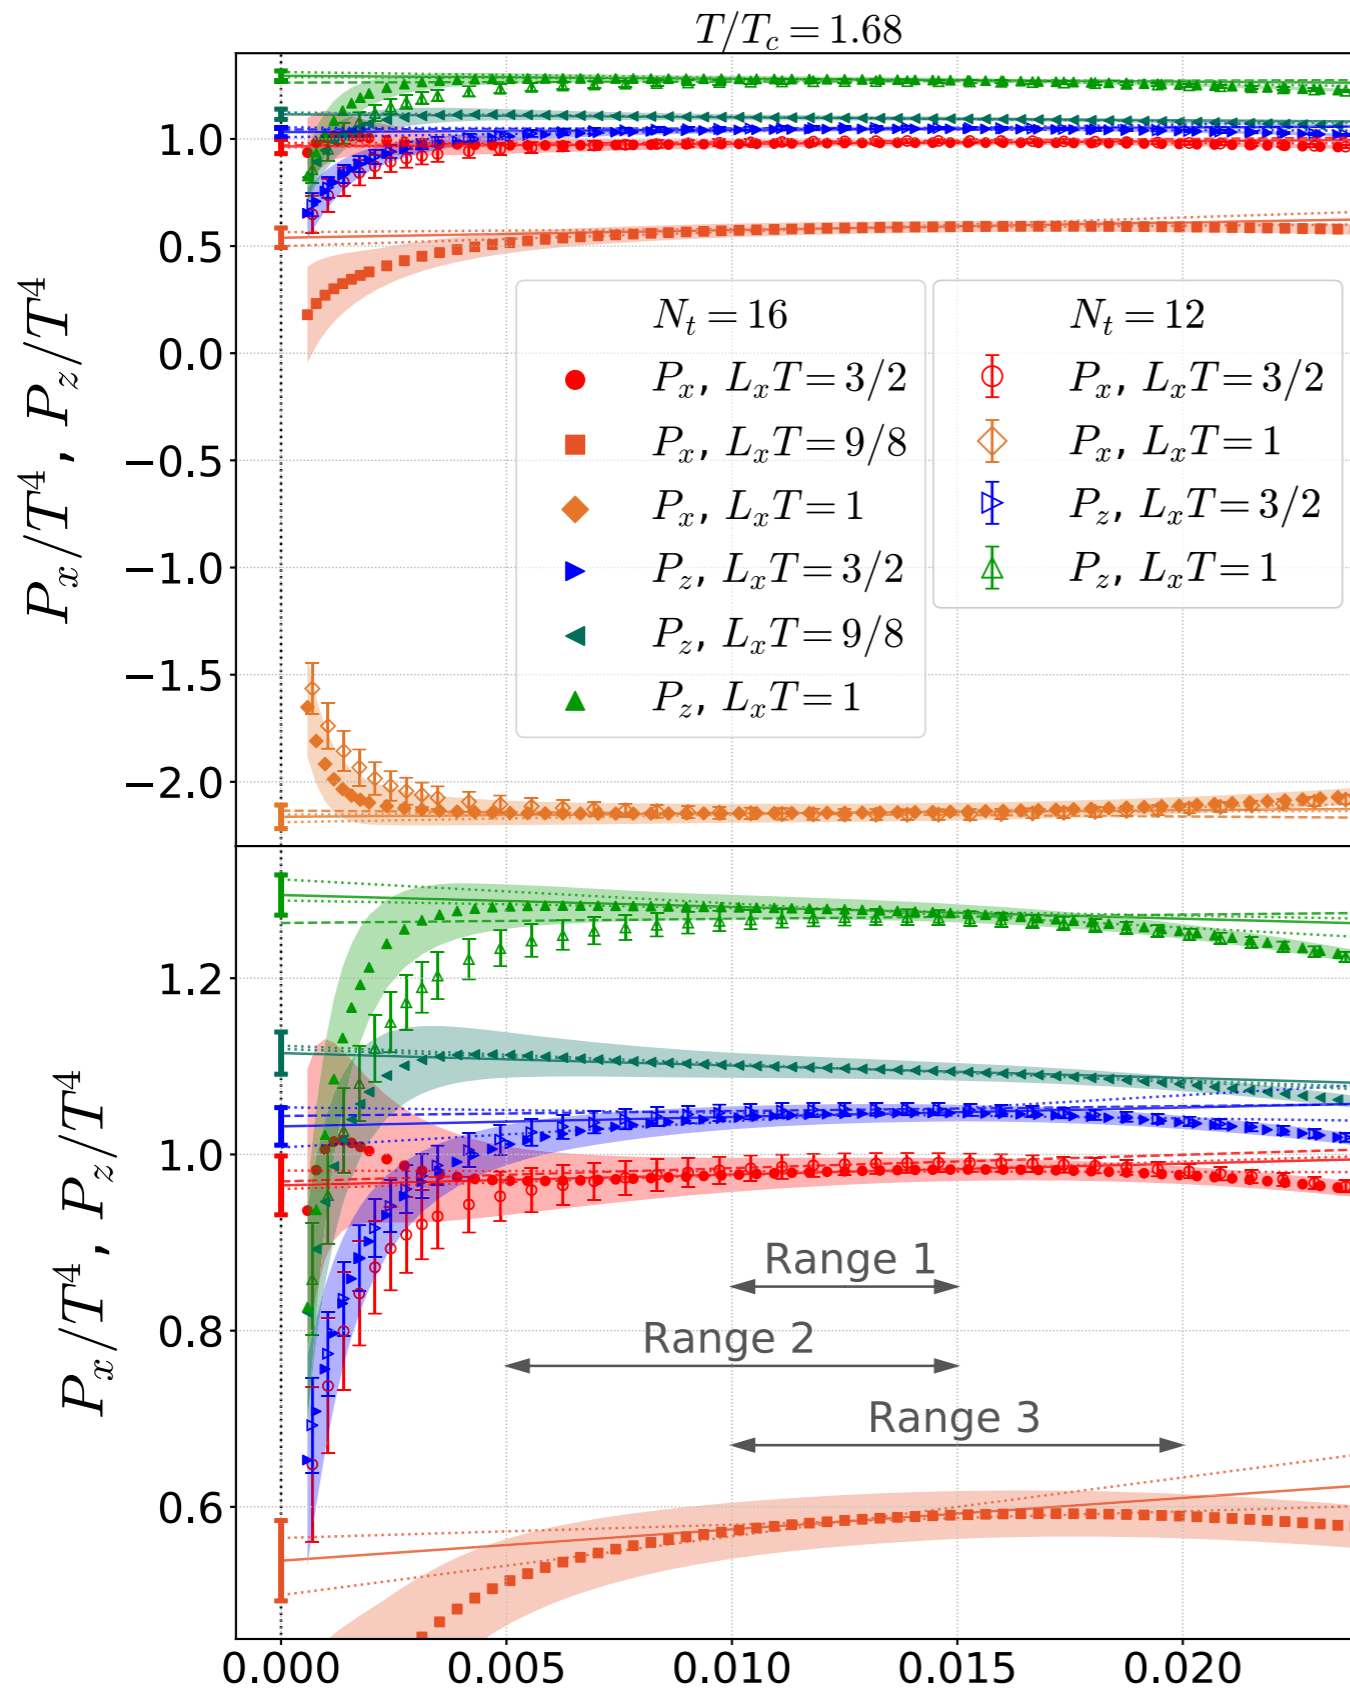 T/T_c = 1.68
P_x/T^4, P_z/T^4
1.0
0.5
0.0
−0.5
−1.0
−1.5
−2.0
N_t = 16
P_x, L_xT = 3/2
P_x, L_xT = 9/8
P_x, L_xT = 1
P_z, L_xT = 3/2
P_z, L_xT = 9/8
P_z, L_xT = 1
N_t = 12
P_x, L_xT = 3/2
P_x, L_xT = 1
P_z, L_xT = 3/2
P_z, L_xT = 1
P_x/T^4, P_z/T^4
1.2
1.0
0.8
0.6
Range 1
Range 2
Range 3
0.000 0.005 0.010 0.015 0.020